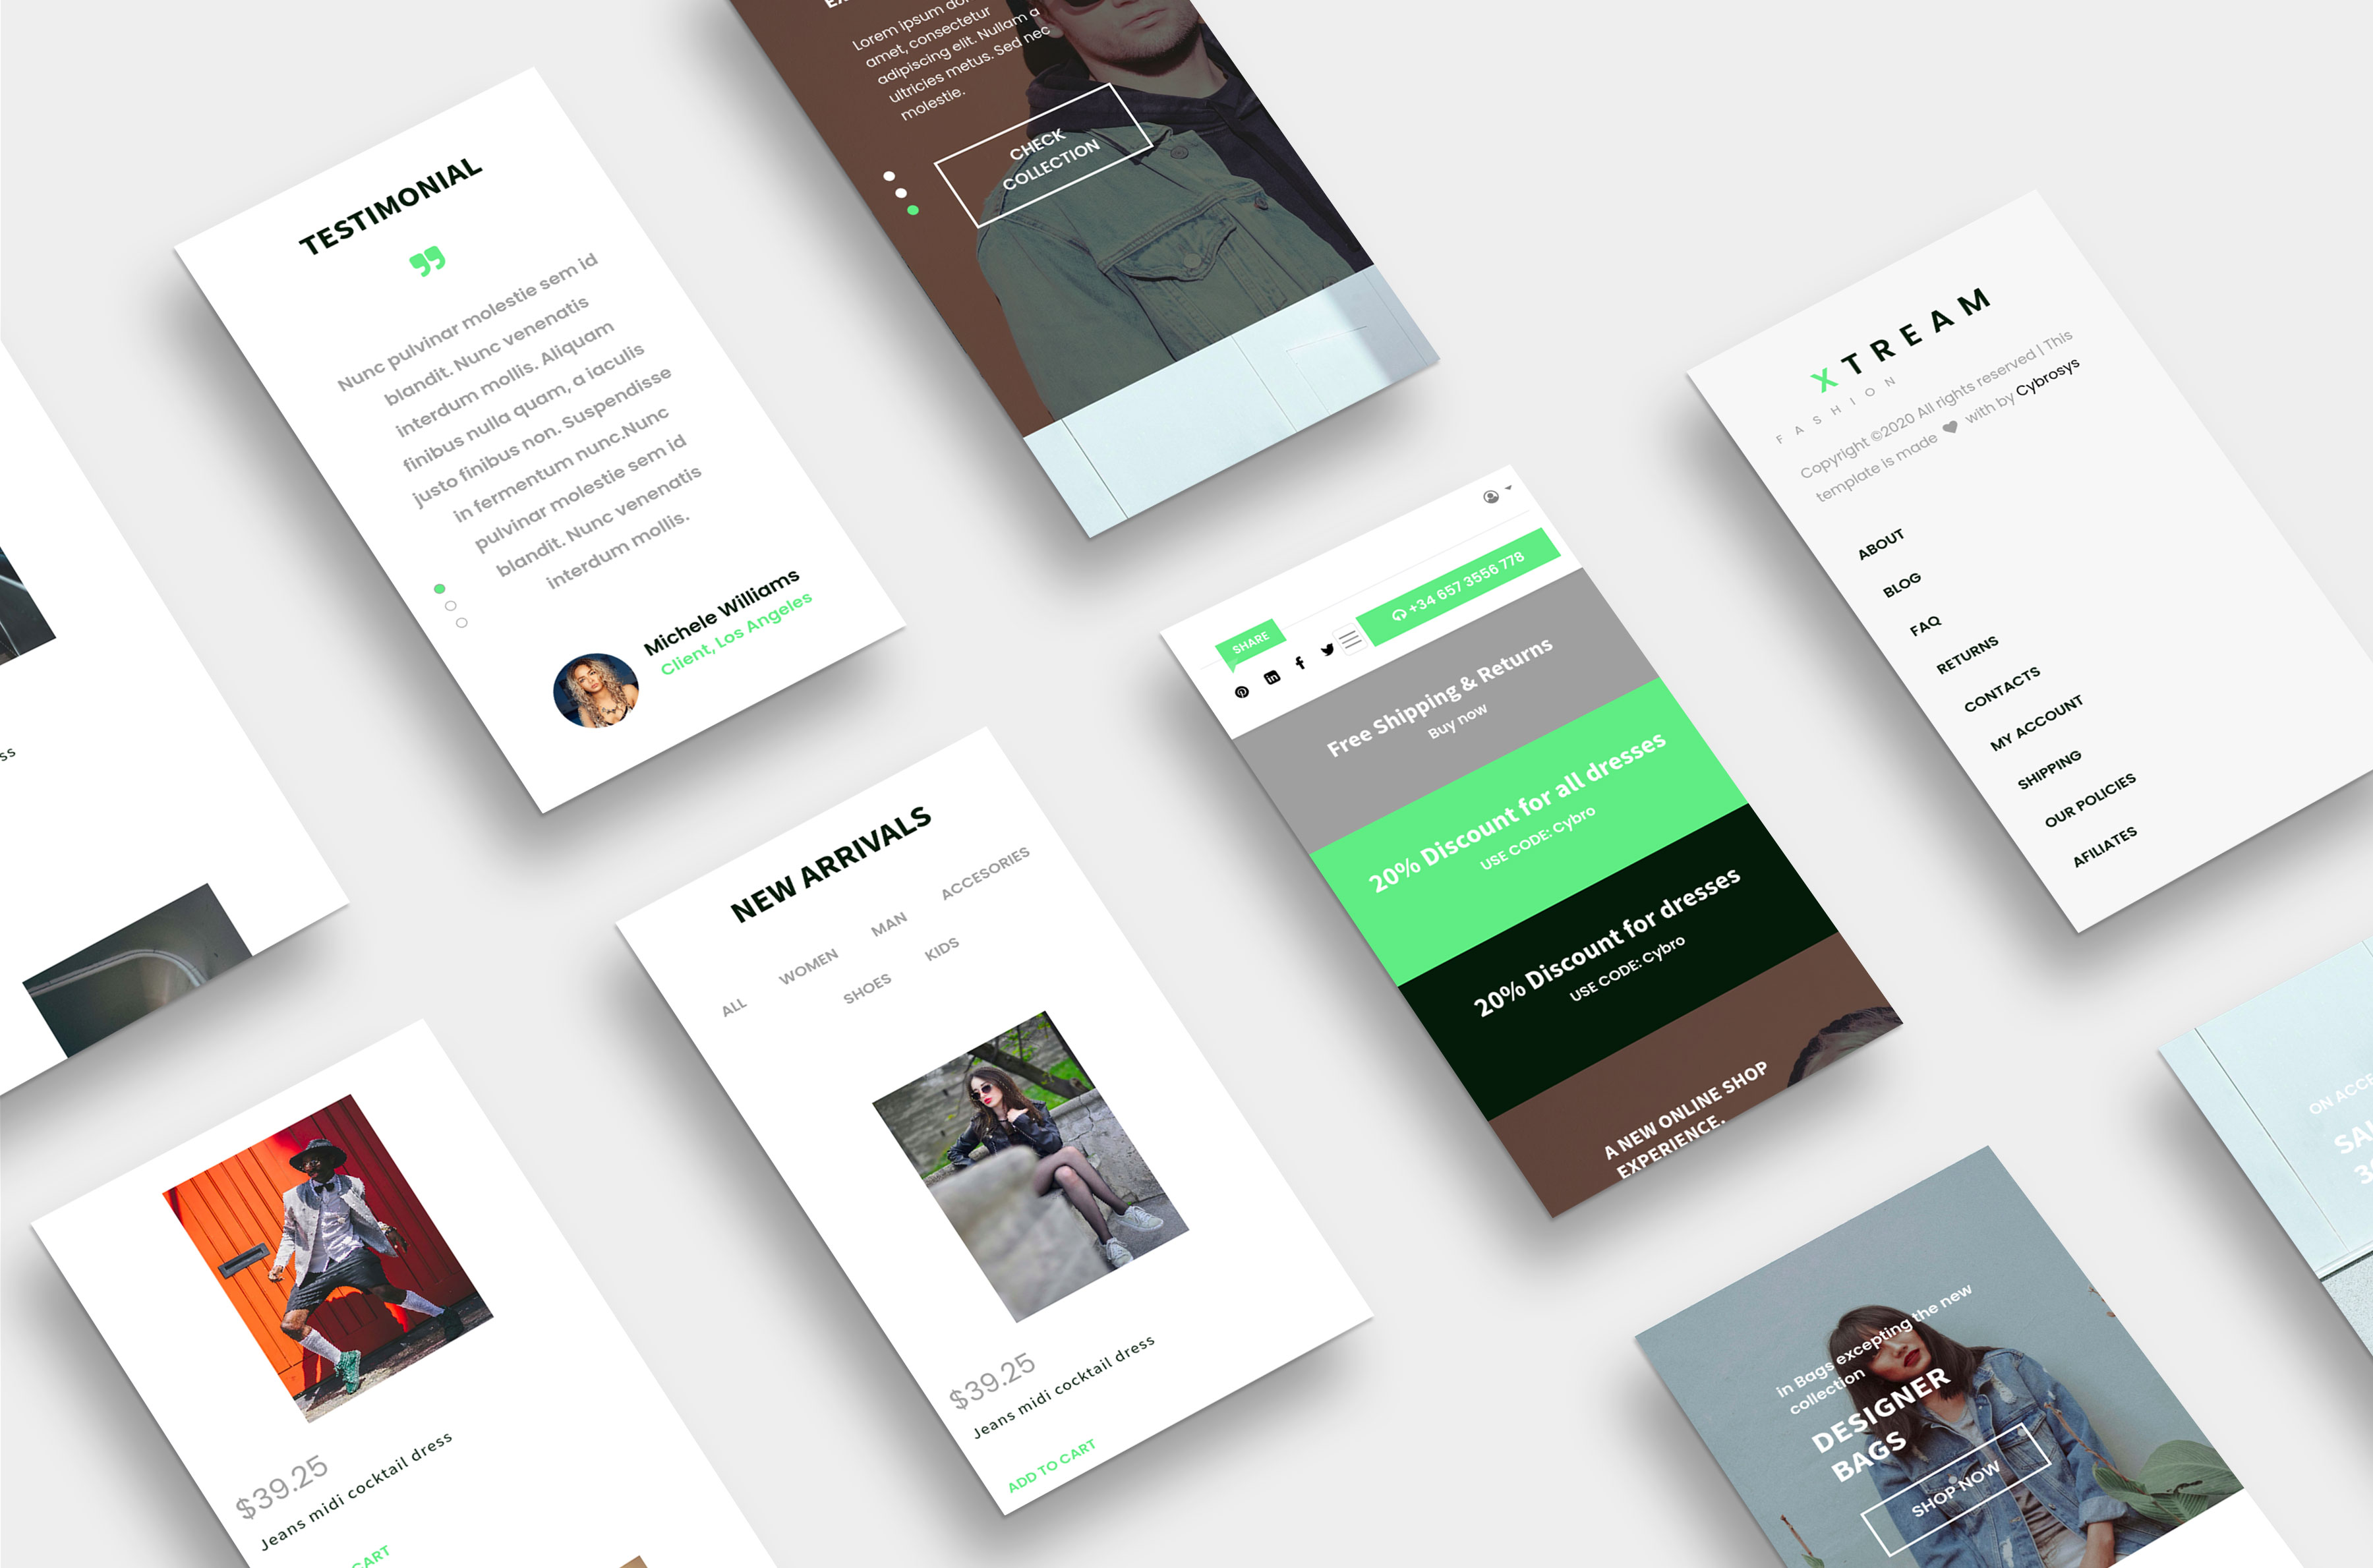 Lorem ipsum
amet, consectetur
adipiscing elit. Nullam a
ultricies metus. Sed nec
molestie.
CHECK
COLLECTION
TESTIMONIAL
Nunc pulvinar molestie sem id
blandit. Nunc venenatis
interdum mollis. Aliquam
finibus nulla quam, a iaculis
justo finibus non. Suspendisse
in fermentum nunc.Nunc
pulvinar molestie sem id
blandit. Nunc venenatis
interdum mollis.
Michele Williams
Client, Los Angeles
XTREAM
FASHION
Copyright ©2020 All rights reserved | This
template is made ♥ with by Cybrosys
ABOUT
BLOG
FAQ
RETURNS
CONTACTS
MY ACCOUNT
SHIPPING
OUR POLICIES
AFILIATES
SHARE
+34 657 3556 778
Free Shipping & Returns
Buy now
20% Discount for all dresses
USE CODE: Cybro
20% Discount for dresses
USE CODE: Cybro
A NEW ONLINE SHOP
EXPERIENCE.
NEW ARRIVALS
ALL WOMEN MAN ACCESORIES
SHOES KIDS
$39.25
Jeans midi cocktail dress
ADD TO CART
$39.25
Jeans midi cocktail dress
CART
in Bags excepting the new
collection
DESIGNER
BAGS
SHOP NOW
ON